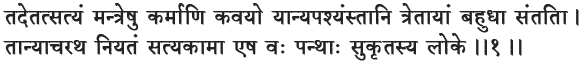 तदेतत्सत्यं मन्त्रेषु कर्माणि कवयो यान्यपश्यंस्तानि त्रेतायां बहुधा संतताि ।
तान्याचरथ नियतं सत्यकामा एष वः पन्थाः सुकृतस्य लोके ।।१।।